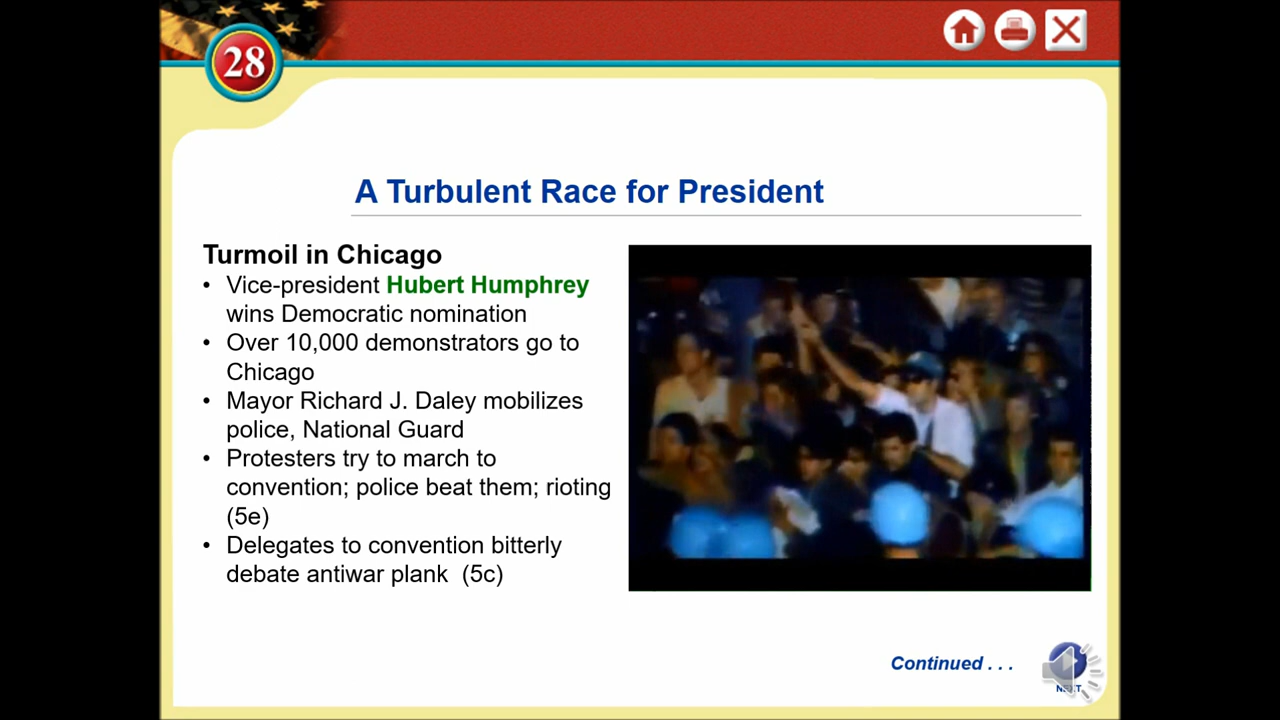 28
A Turbulent Race for President
Turmoil in Chicago
• Vice-president Hubert Humphrey
wins Democratic nomination
• Over 10,000 demonstrators go to
Chicago
• Mayor Richard J. Daley mobilizes
police, National Guard
• Protesters try to march to
convention; police beat them; rioting
(5e)
• Delegates to convention bitterly
debate antiwar plank (5c)
Continued . . .
NEXT